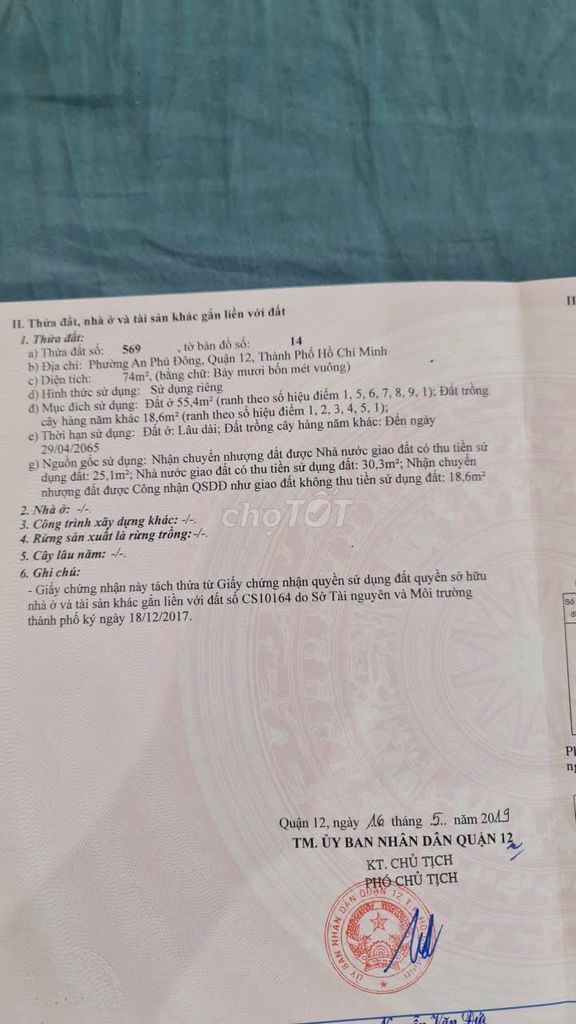 II. Thửa đất, nhà ở và tài sản khác gắn liền với đất
1. Thửa đất:
a) Thửa đất số: 569 , tờ bản đồ số: 14
b) Địa chỉ: Phường An Phú Đông, Quận 12, Thành Phố Hồ Chí Minh
c) Diện tích: 74m², (bằng chữ: Bảy mươi bốn mét vuông)
d) Hình thức sử dụng: Sử dụng riêng
đ) Mục đích sử dụng: Đất ở 55,4m² (ranh theo số hiệu điểm 1, 5, 6, 7, 8, 9, 1); Đất trồng
cây hàng năm khác 18,6m² (ranh theo số hiệu điểm 1, 2, 3, 4, 5, 1);
e) Thời hạn sử dụng: Đất ở: Lâu dài; Đất trồng cây hàng năm khác: Đến ngày
29/04/2065
g) Nguồn gốc sử dụng: Nhận chuyển nhượng đất được Nhà nước giao đất có thu tiền sử
dụng đất: 25,1m²; Nhà nước giao đất có thu tiền sử dụng đất: 30,3m²; Nhận chuyển
nhượng đất được Công nhận QSDĐ như giao đất không thu tiền sử dụng đất: 18,6m²
2. Nhà ở: -/-.
3. Công trình xây dựng khác: -/-.
4. Rừng sản xuất là rừng trồng:-/-.
5. Cây lâu năm: -/-.
6. Ghi chú:
- Giấy chứng nhận này tách thửa từ Giấy chứng nhận quyền sử dụng đất quyền sở hữu
nhà ở và tài sản khác gắn liền với đất số CS10164 do Sở Tài nguyên và Môi trường
thành phố ký ngày 18/12/2017.
chợTỐT
Quận 12, ngày 16 tháng 5.. năm 2019
TM. ỦY BAN NHÂN DÂN QUẬN 12
KT. CHỦ TỊCH
PHÓ CHỦ TỊCH
ỦY BAN NHÂN DÂN QUẬN 12
II
Số
Ph